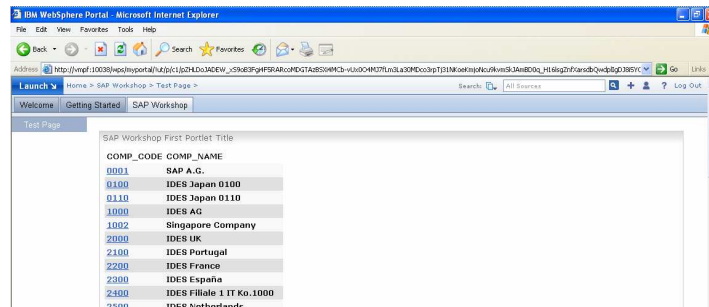 IBM WebSphere Portal - Microsoft Internet Explorer
File Edit View Favorites Tools Help
Back Search Favorites
Address Go Links
Launch Home > SAP Workshop > Test Page > Search: All Sources ? Log Out
Welcome Getting Started SAP Workshop
Test Page
SAP Workshop First Portlet Title
COMP_CODE COMP_NAME
0001 SAP A.G.
0100 IDES Japan 0100
0110 IDES Japan 0110
1000 IDES AG
1002 Singapore Company
2000 IDES UK
2100 IDES Portugal
2200 IDES France
2300 IDES España
2400 IDES Filiale 1 IT Ko.1000
2500 IDES Netherlands